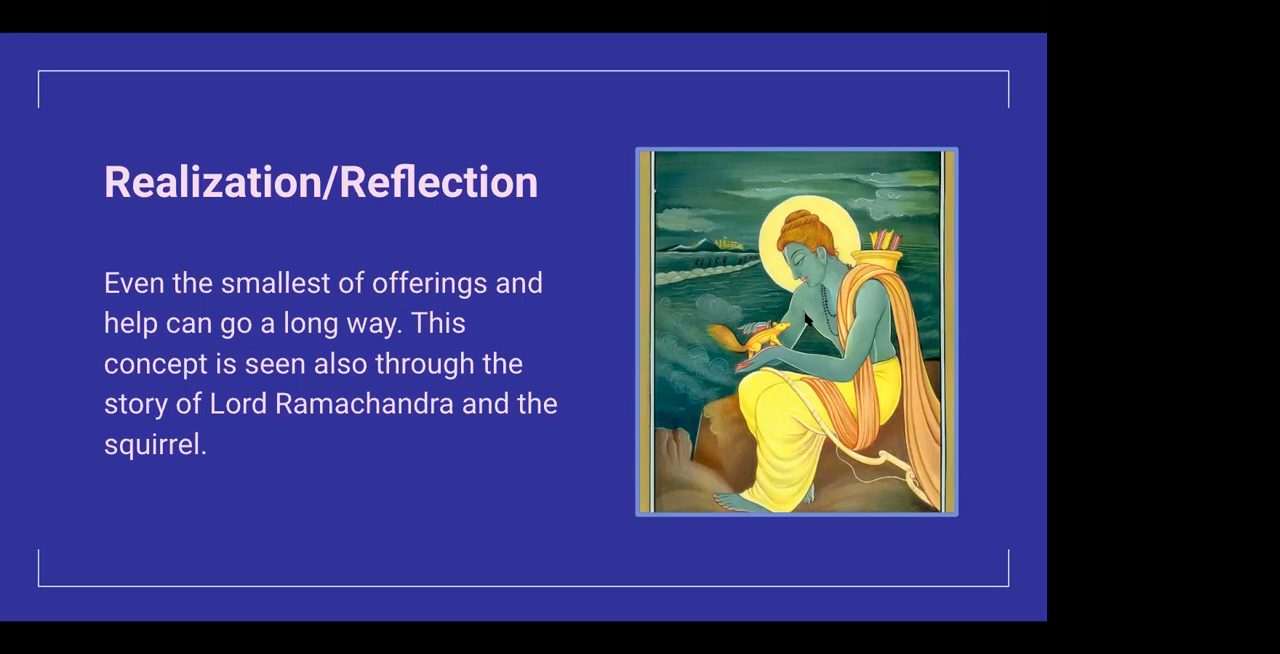 Realization/Reflection
Even the smallest of offerings and
help can go a long way. This
concept is seen also through the
story of Lord Ramachandra and the
squirrel.